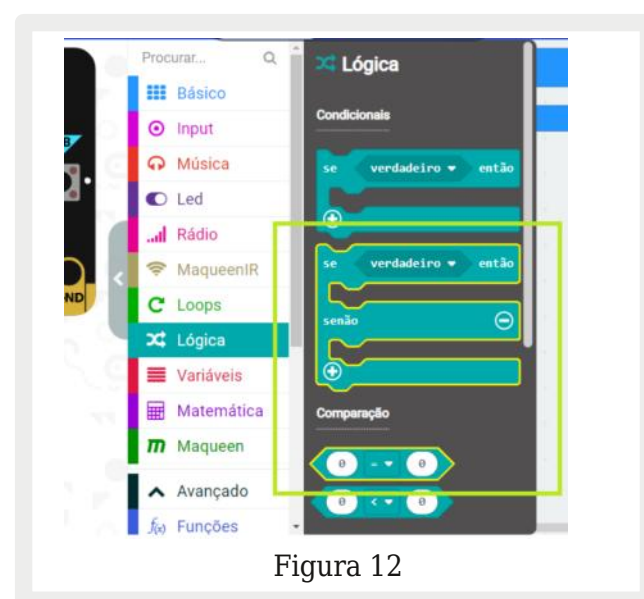 Procurar...
Básico
Input
Música
Led
Rádio
MaqueenIR
Loops
Lógica
Variáveis
Matemática
Maqueen
Avançado
f(x) Funções
B
ND
Lógica
Condicionais
se verdadeiro então
se verdadeiro então
senão
Comparação
0 = 0
0 < 0
Figura 12